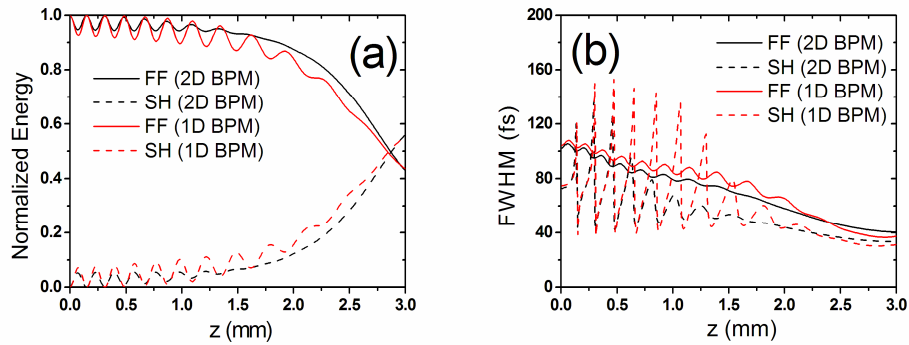 (a)
1.0
0.8
0.6
0.4
0.2
0.0
Normalized Energy
FF (2D BPM)
SH (2D BPM)
FF (1D BPM)
SH (1D BPM)
0.0 0.5 1.0 1.5 2.0 2.5 3.0
z (mm)
(b)
200
160
120
80
40
0
FWHM (fs)
FF (2D BPM)
SH (2D BPM)
FF (1D BPM)
SH (1D BPM)
0.0 0.5 1.0 1.5 2.0 2.5 3.0
z (mm)